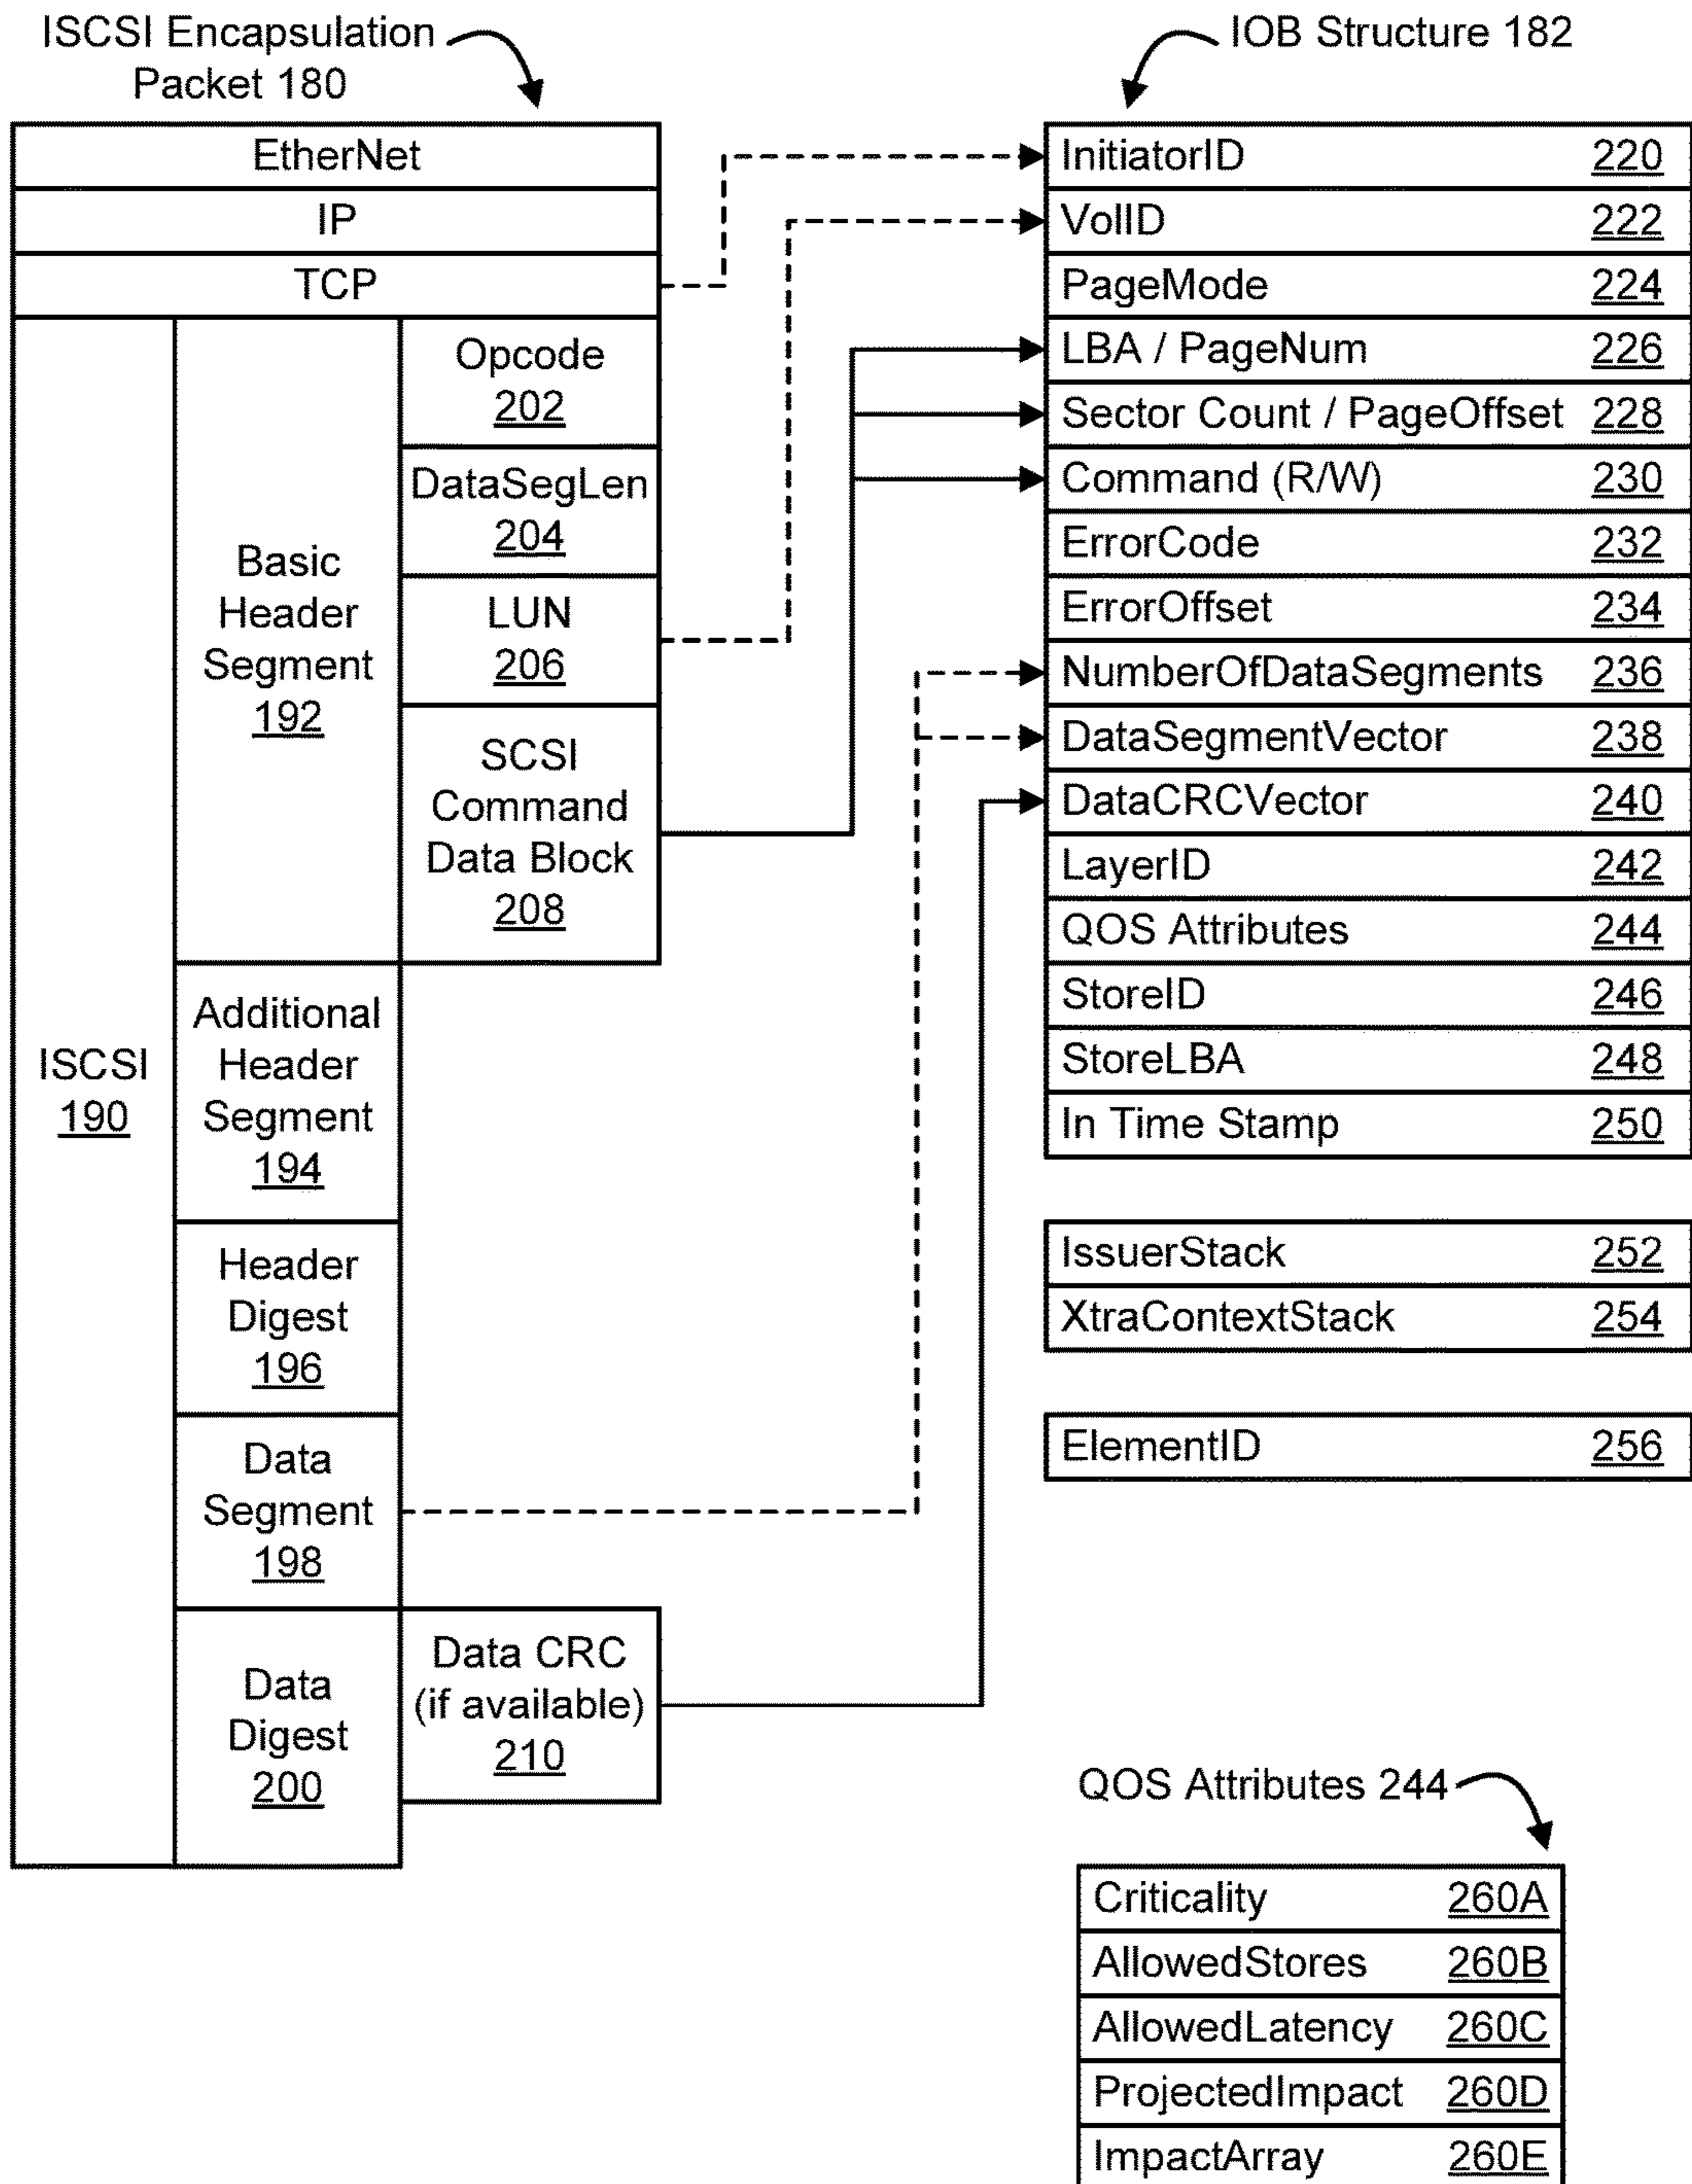 ISCSI Encapsulation
Packet 180
EtherNet
IP
TCP
ISCSI
190
Basic
Header
Segment
192
Opcode
202
DataSegLen
204
LUN
206
SCSI
Command
Data Block
208
Additional
Header
Segment
194
Header
Digest
196
Data
Segment
198
Data
Digest
200
Data CRC
(if available)
210
IOB Structure 182
InitiatorID 220
VolID 222
PageMode 224
LBA / PageNum 226
Sector Count / PageOffset 228
Command (R/W) 230
ErrorCode 232
ErrorOffset 234
NumberOfDataSegments 236
DataSegmentVector 238
DataCRCVector 240
LayerID 242
QOS Attributes 244
StoreID 246
StoreLBA 248
In Time Stamp 250
IssuerStack 252
XtraContextStack 254
ElementID 256
QOS Attributes 244
Criticality 260A
AllowedStores 260B
AllowedLatency 260C
ProjectedImpact 260D
ImpactArray 260E